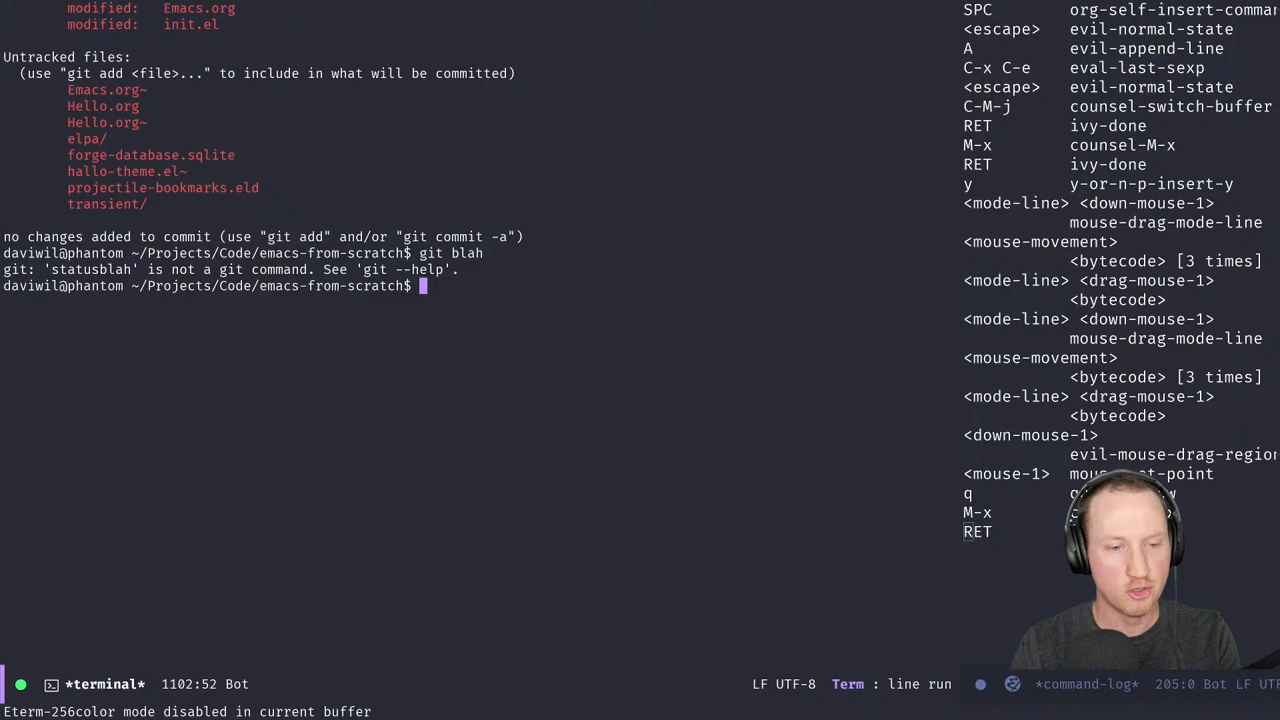 modified:   Emacs.org
modified:   init.el
Untracked files:
(use "git add <file>..." to include in what will be committed)
Emacs.org~
Hello.org
Hello.org~
elpa/
forge-database.sqlite
hallo-theme.el~
projectile-bookmarks.eld
transient/
no changes added to commit (use "git add" and/or "git commit -a")
daviwil@phantom ~/Projects/Code/emacs-from-scratch$ git blah
git: 'statusblah' is not a git command. See 'git --help'.
daviwil@phantom ~/Projects/Code/emacs-from-scratch$
*terminal* 1102:52 Bot
LF UTF-8 Term : line run
Eterm-256color mode disabled in current buffer
SPC org-self-insert-comma
<escape> evil-normal-state
A evil-append-line
C-x C-e eval-last-sexp
<escape> evil-normal-state
C-M-j counsel-switch-buffer
RET ivy-done
M-x counsel-M-x
RET ivy-done
y y-or-n-p-insert-y
<mode-line> <down-mouse-1>
mouse-drag-mode-line
<mouse-movement>
<bytecode> [3 times]
<mode-line> <drag-mouse-1>
<bytecode>
<mode-line> <down-mouse-1>
mouse-drag-mode-line
<mouse-movement>
<bytecode> [3 times]
<mode-line> <drag-mouse-1>
<bytecode>
<down-mouse-1>
evil-mouse-drag-region
<mouse-1> -point
q
M-x
RET
*command-log* 205:0 Bot LF UT